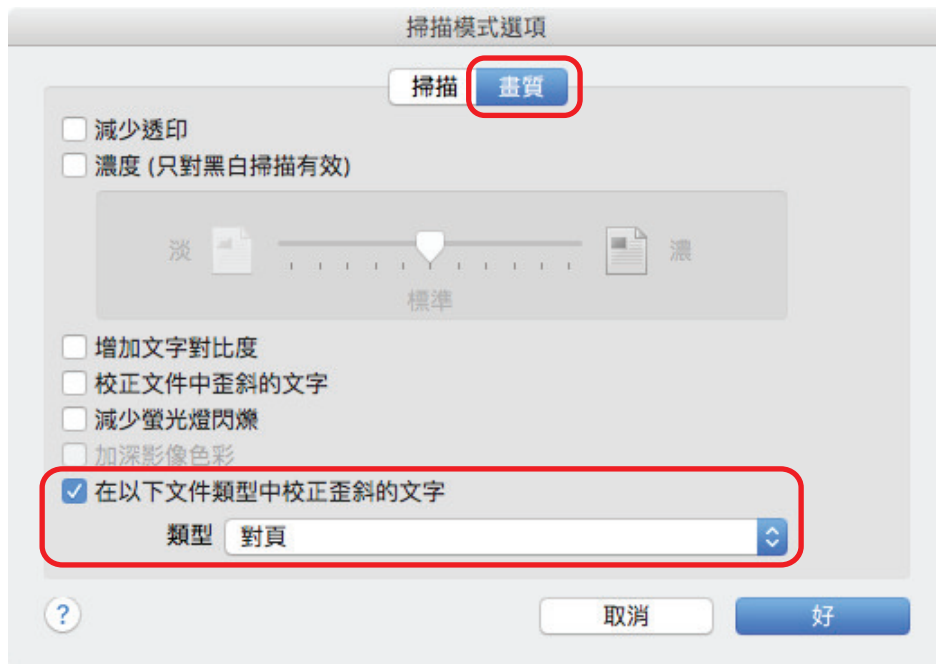 掃描模式選項
掃描 畫質
減少透印
濃度 (只對黑白掃描有效)
淡 濃
標準
增加文字對比度
校正文件中歪斜的文字
減少螢光燈閃爍
加深影像色彩
在以下文件類型中校正歪斜的文字
類型 對頁
? 取消 好